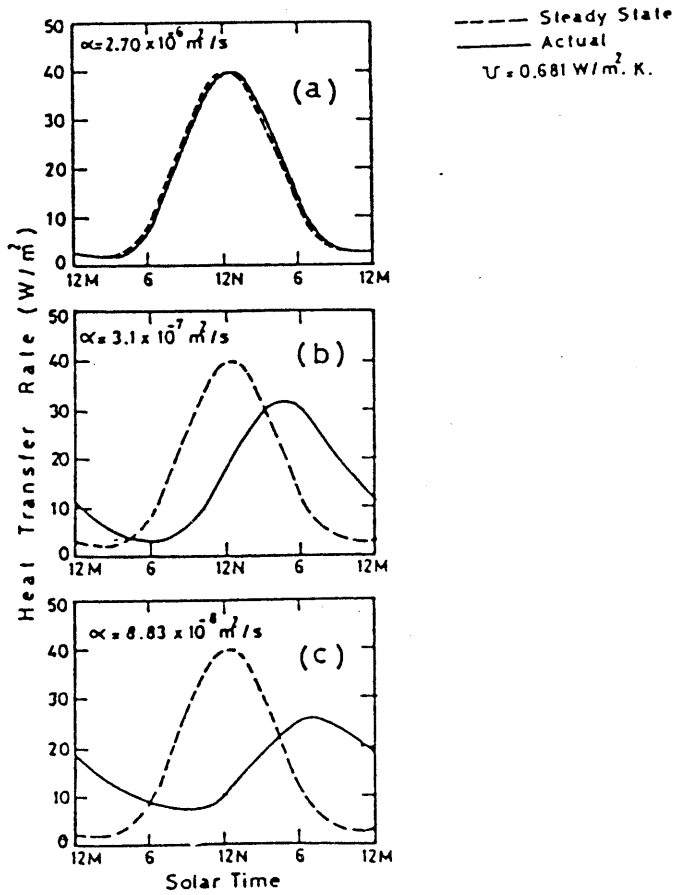 Steady State
Actual
U = 0.681 W/m². K.
Heat Transfer Rate (W/m²)
α=2.70 x 10⁻⁶ m²/s
(a)
50
40
30
20
10
0
12M 6 12N 6 12M
α= 3.1 x 10⁻⁷ m²/s
(b)
50
40
30
20
10
0
12M 6 12N 6 12M
α= 8.83 x 10⁻⁸ m²/s
(c)
50
40
30
20
10
0
12M 6 12N 6 12M
Solar Time